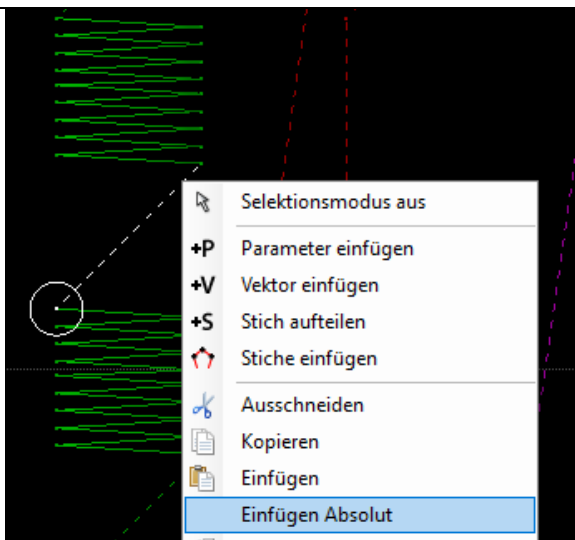 Selektionsmodus aus
+P Parameter einfügen
+V Vektor einfügen
+S Stich aufteilen
Stiche einfügen
Ausschneiden
Kopieren
Einfügen
Einfügen Absolut